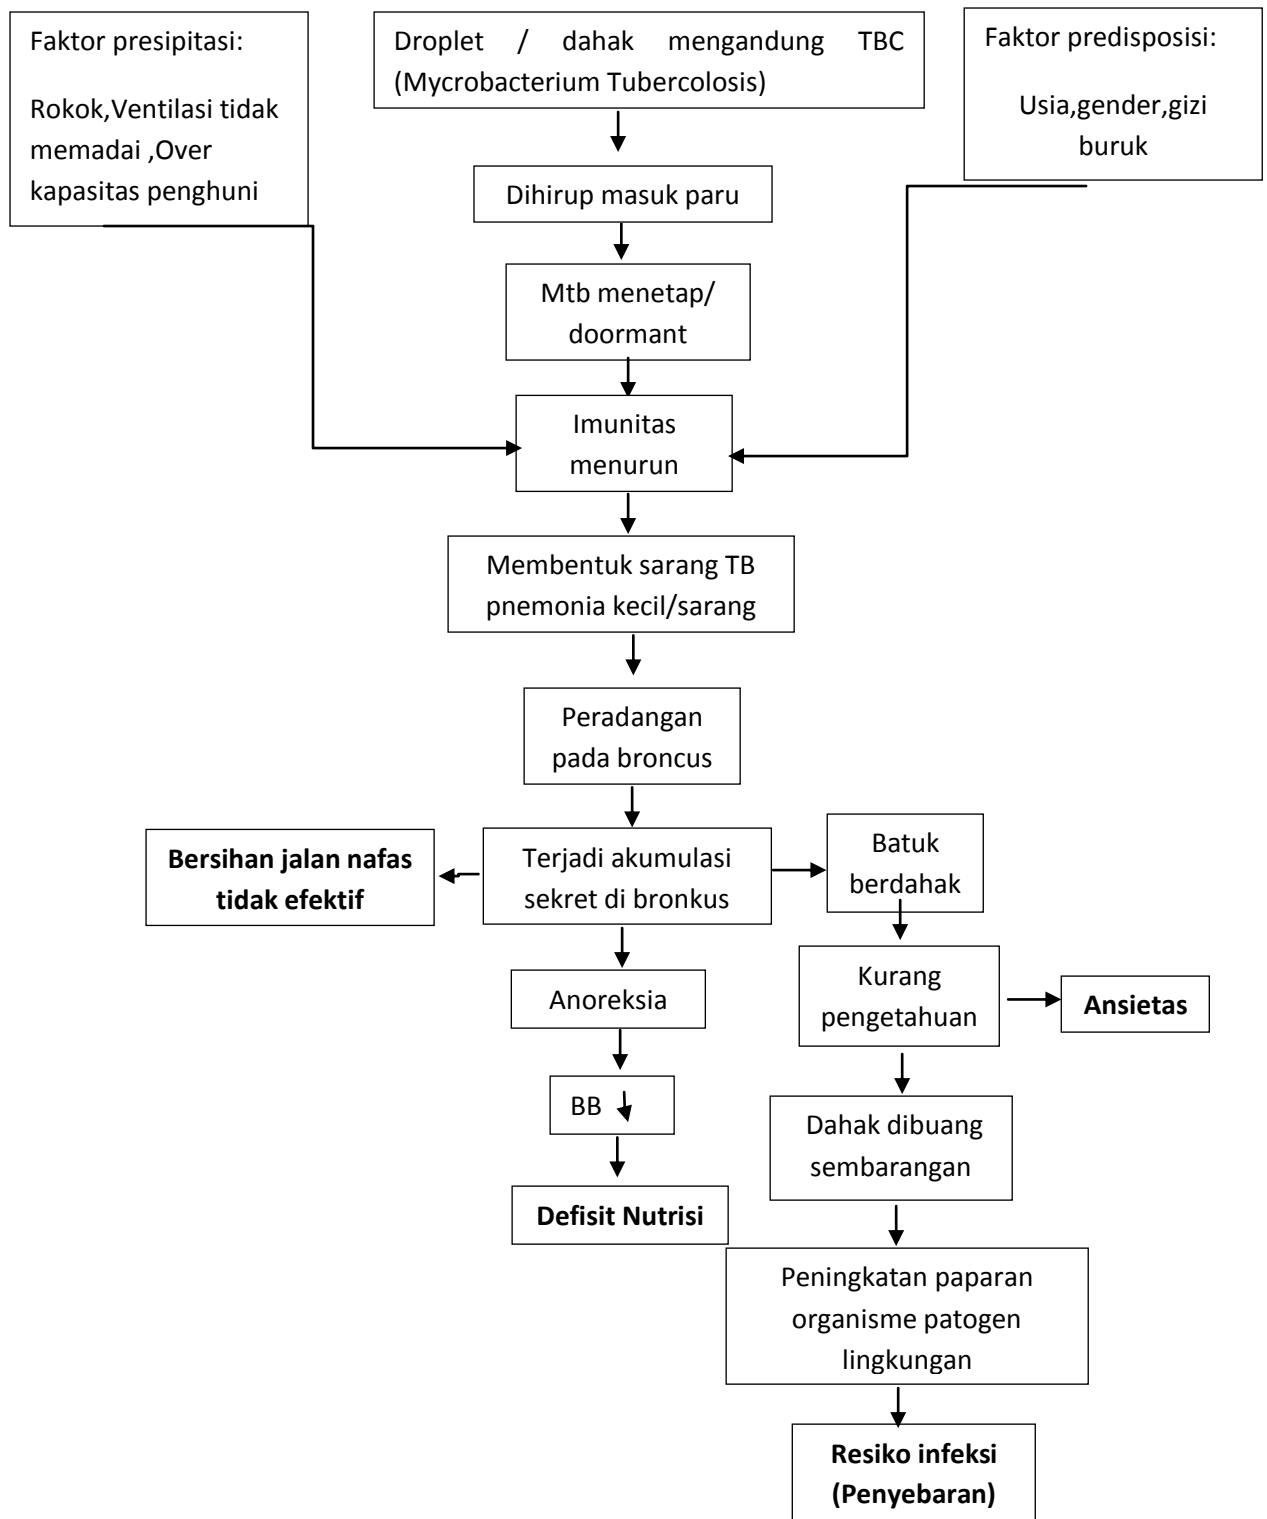 Faktor presipitasi:
Rokok,Ventilasi tidak
memadai ,Over
kapasitas penghuni
Droplet / dahak mengandung TBC
(Mycrobacterium Tubercolosis)
Faktor predisposisi:
Usia,gender,gizi
buruk
Dihirup masuk paru
Mtb menetap/
doormant
Imunitas
menurun
Membentuk sarang TB
pnemonia kecil/sarang
Peradangan
pada broncus
Bersihan jalan nafas
tidak efektif
Terjadi akumulasi
sekret di bronkus
Batuk
berdahak
Anoreksia
Kurang
pengetahuan
Ansietas
BB
Dahak dibuang
sembarangan
Defisit Nutrisi
Peningkatan paparan
organisme patogen
lingkungan
Resiko infeksi
(Penyebaran)